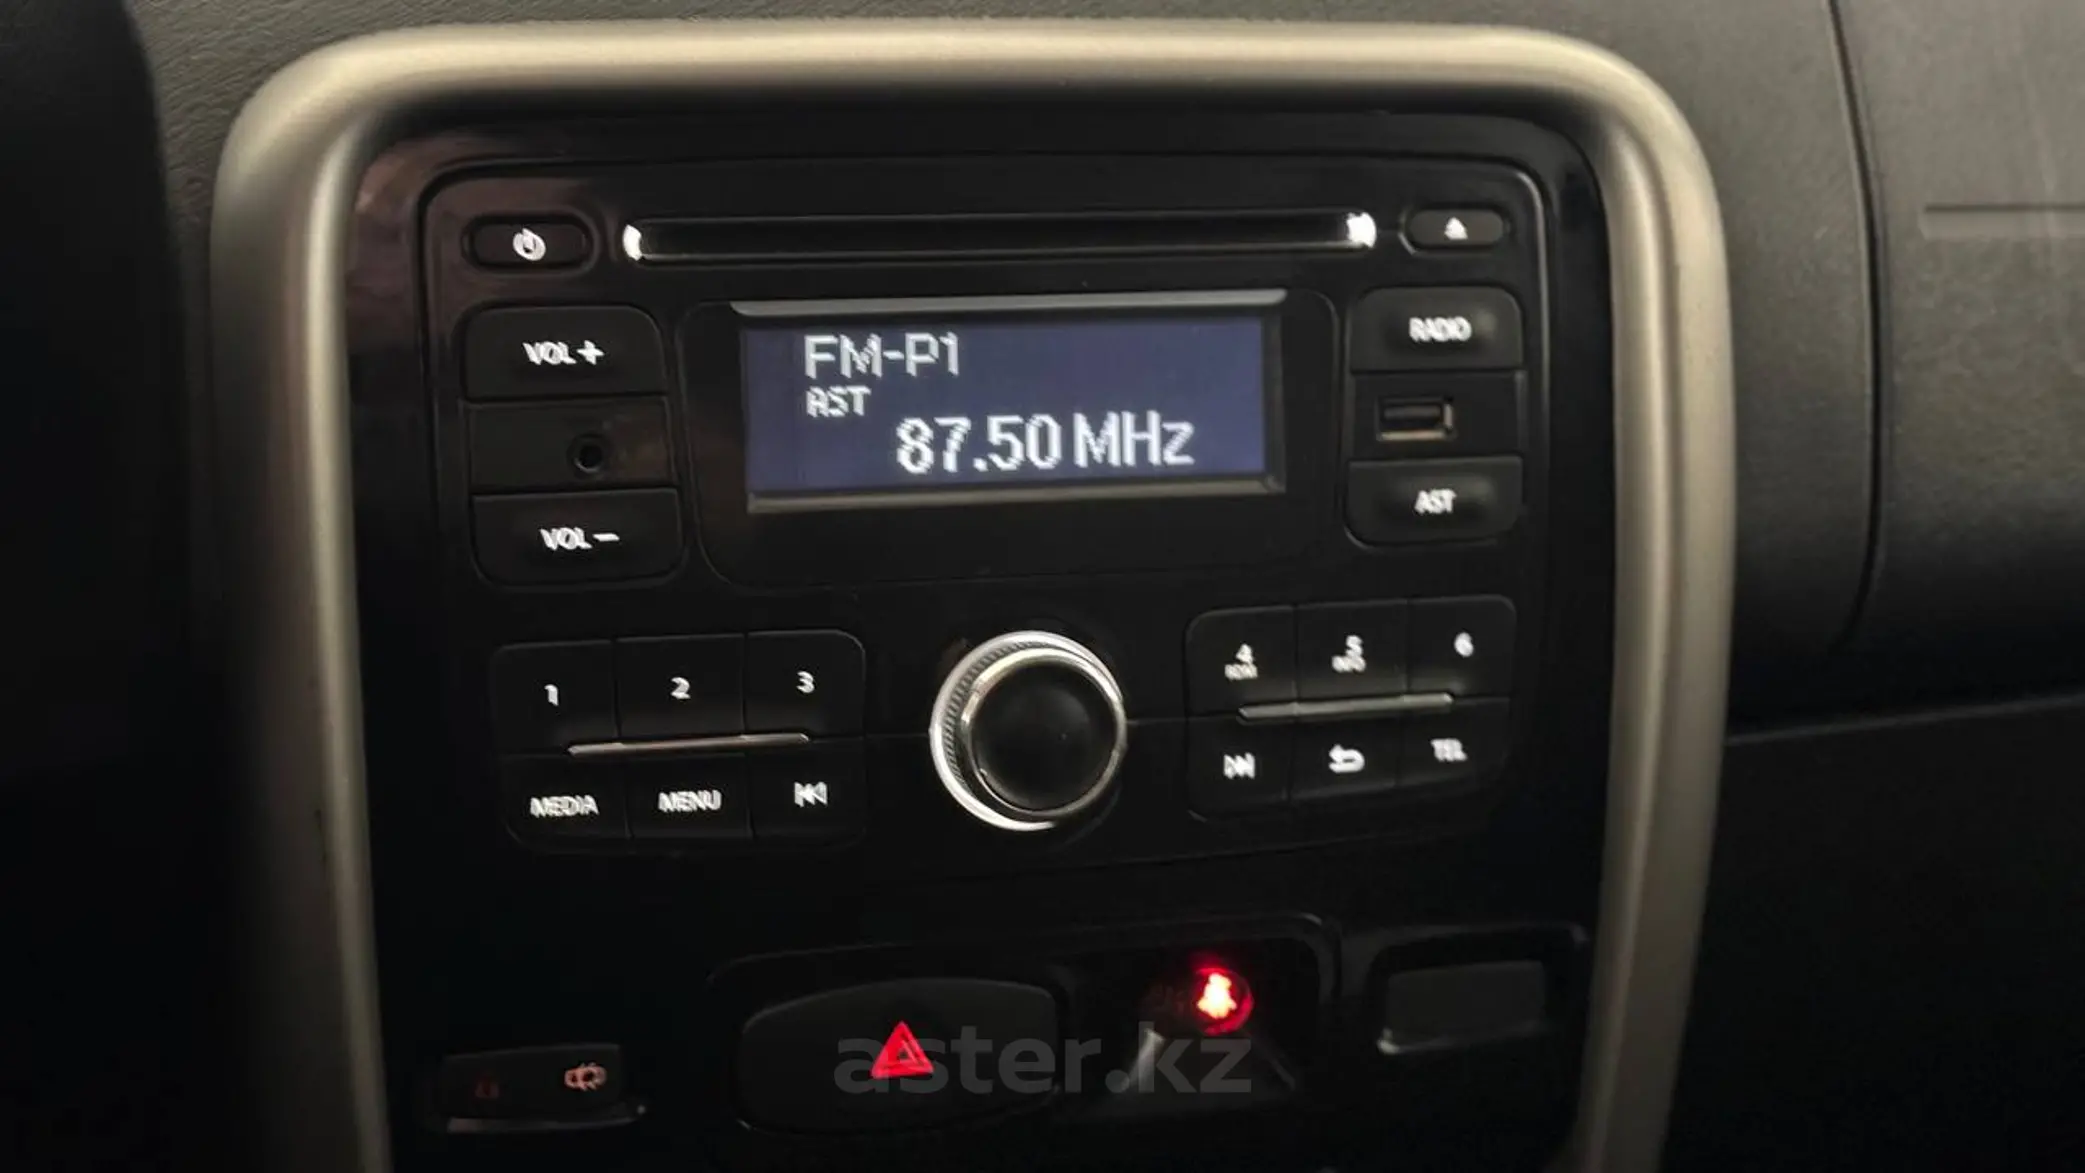 VOL +
FM-P1
AST
87.50 MHz
RADIO
AST
VOL −
1
2
3
4
5
6
MEDIA
MENU
TEL
aster.kz